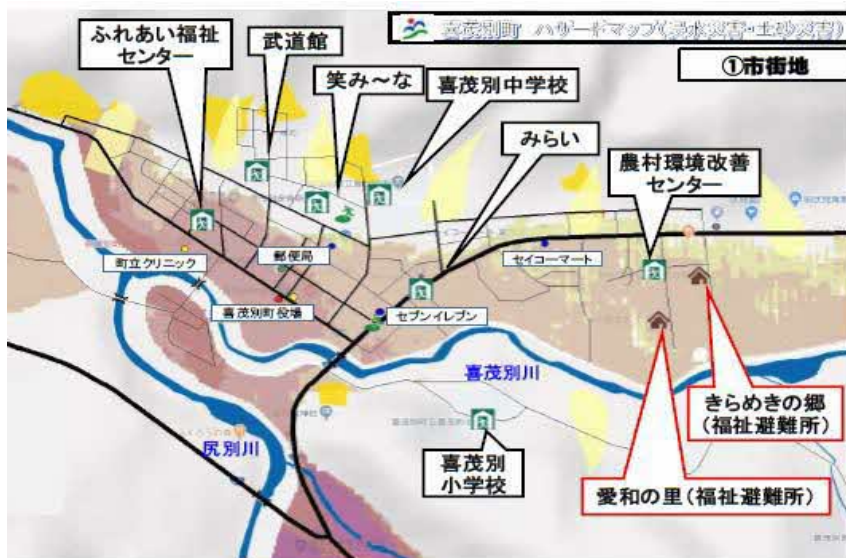 喜茂別町 ハザードマップ(浸水災害・土砂災害)
①市街地
ふれあい福祉
センター
武道館
笑み~な
喜茂別中学校
みらい
農村環境改善
センター
町立クリニック
郵便局
セイコーマート
喜茂別町役場
セブンイレブン
喜茂別川
尻別川
喜茂別
小学校
きらめきの郷
(福祉避難所)
愛和の里(福祉避難所)